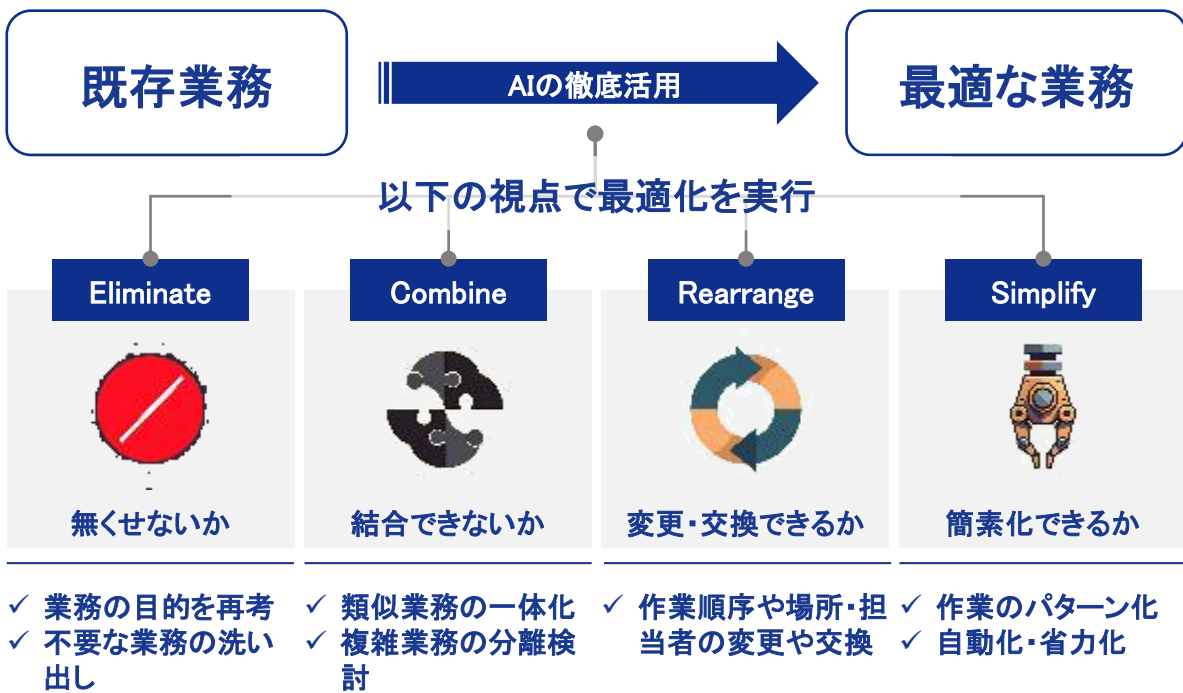 既存業務
AIの徹底活用
最適な業務
以下の視点で最適化を実行
Eliminate
Combine
Rearrange
Simplify
無くせないか
結合できないか
変更・交換できるか
簡素化できるか
✓ 業務の目的を再考
✓ 不要な業務の洗い
出し
✓ 類似業務の一体化
✓ 複雑業務の分離検
討
✓ 作業順序や場所・担
当者の変更や交換
✓ 作業のパターン化
✓ 自動化・省力化